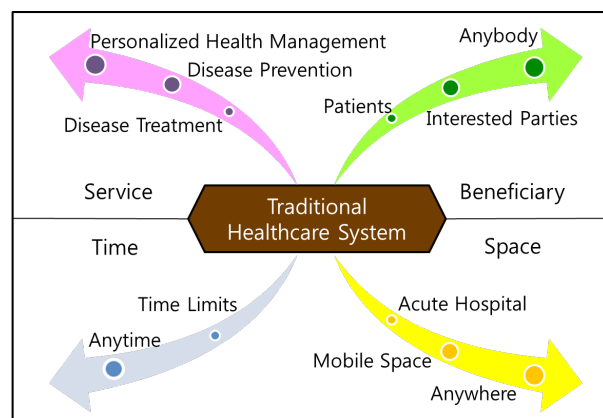 Personalized Health Management
Disease Prevention
Disease Treatment
Service
Anybody
Patients
Interested Parties
Beneficiary
Traditional
Healthcare System
Time
Time Limits
Anytime
Space
Acute Hospital
Mobile Space
Anywhere